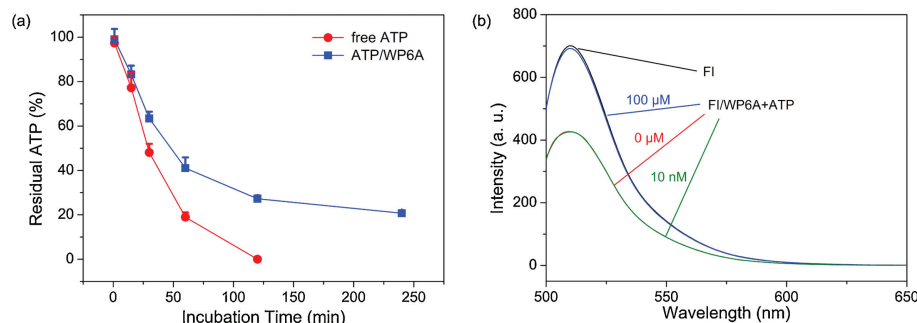 (a)
free ATP
ATP/WP6A
100
80
60
40
20
0
Residual ATP (%)
0 50 100 150 200 250
Incubation Time (min)
(b)
800
600
400
200
0
Intensity (a. u.)
FI
100 μM
FI/WP6A+ATP
0 μM
10 nM
500 550 600 650
Wavelength (nm)